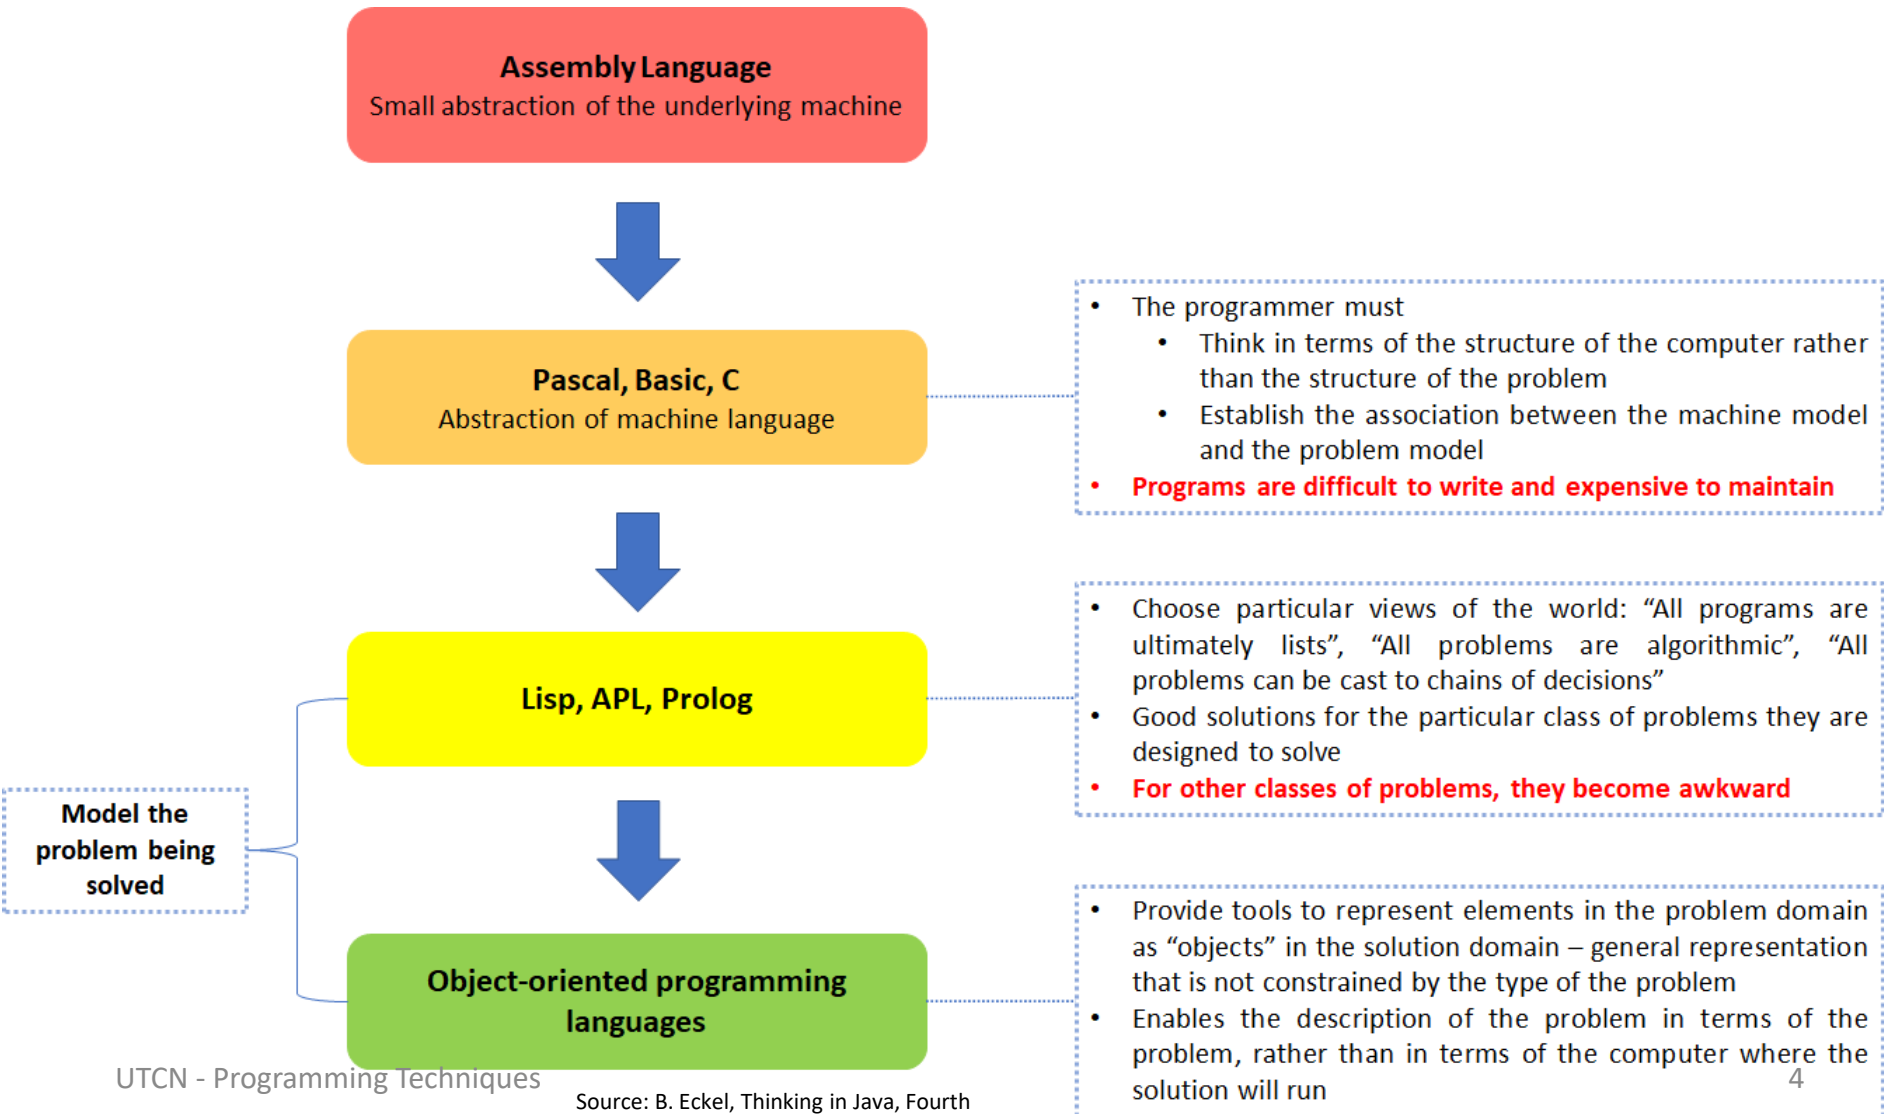 Assembly Language
Small abstraction of the underlying machine
Pascal, Basic, C
Abstraction of machine language
• The programmer must
• Think in terms of the structure of the computer rather
than the structure of the problem
• Establish the association between the machine model
and the problem model
• Programs are difficult to write and expensive to maintain
Lisp, APL, Prolog
• Choose particular views of the world: “All programs are
ultimately lists”, “All problems are algorithmic”, “All
problems can be cast to chains of decisions”
• Good solutions for the particular class of problems they are
designed to solve
• For other classes of problems, they become awkward
Model the
problem being
solved
Object-oriented programming
languages
• Provide tools to represent elements in the problem domain
as “objects” in the solution domain – general representation
that is not constrained by the type of the problem
• Enables the description of the problem in terms of the
problem, rather than in terms of the computer where the
solution will run
UTCN - Programming Techniques
4
Source: B. Eckel, Thinking in Java, Fourth